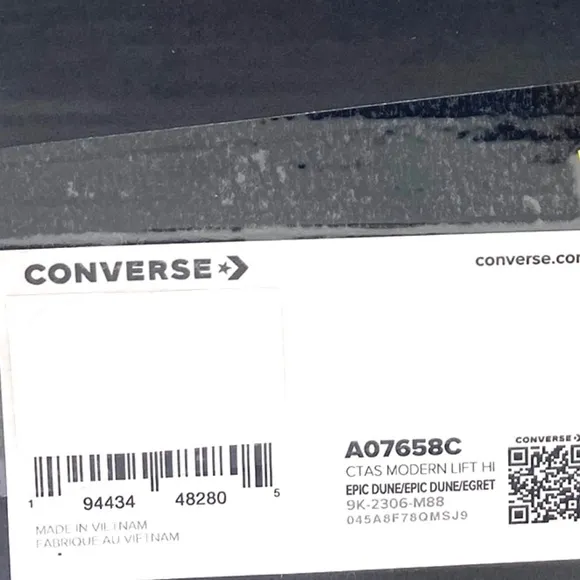 CONVERSE
converse.com
A07658C
CTAS MODERN LIFT HI
EPIC DUNE/EPIC DUNE/EGRET
9K-2306-M88
045A8F78QMSJ9
CONVERSE
1 94434 48280 5
MADE IN VIETNAM
FABRIQUE AU VIETNAM